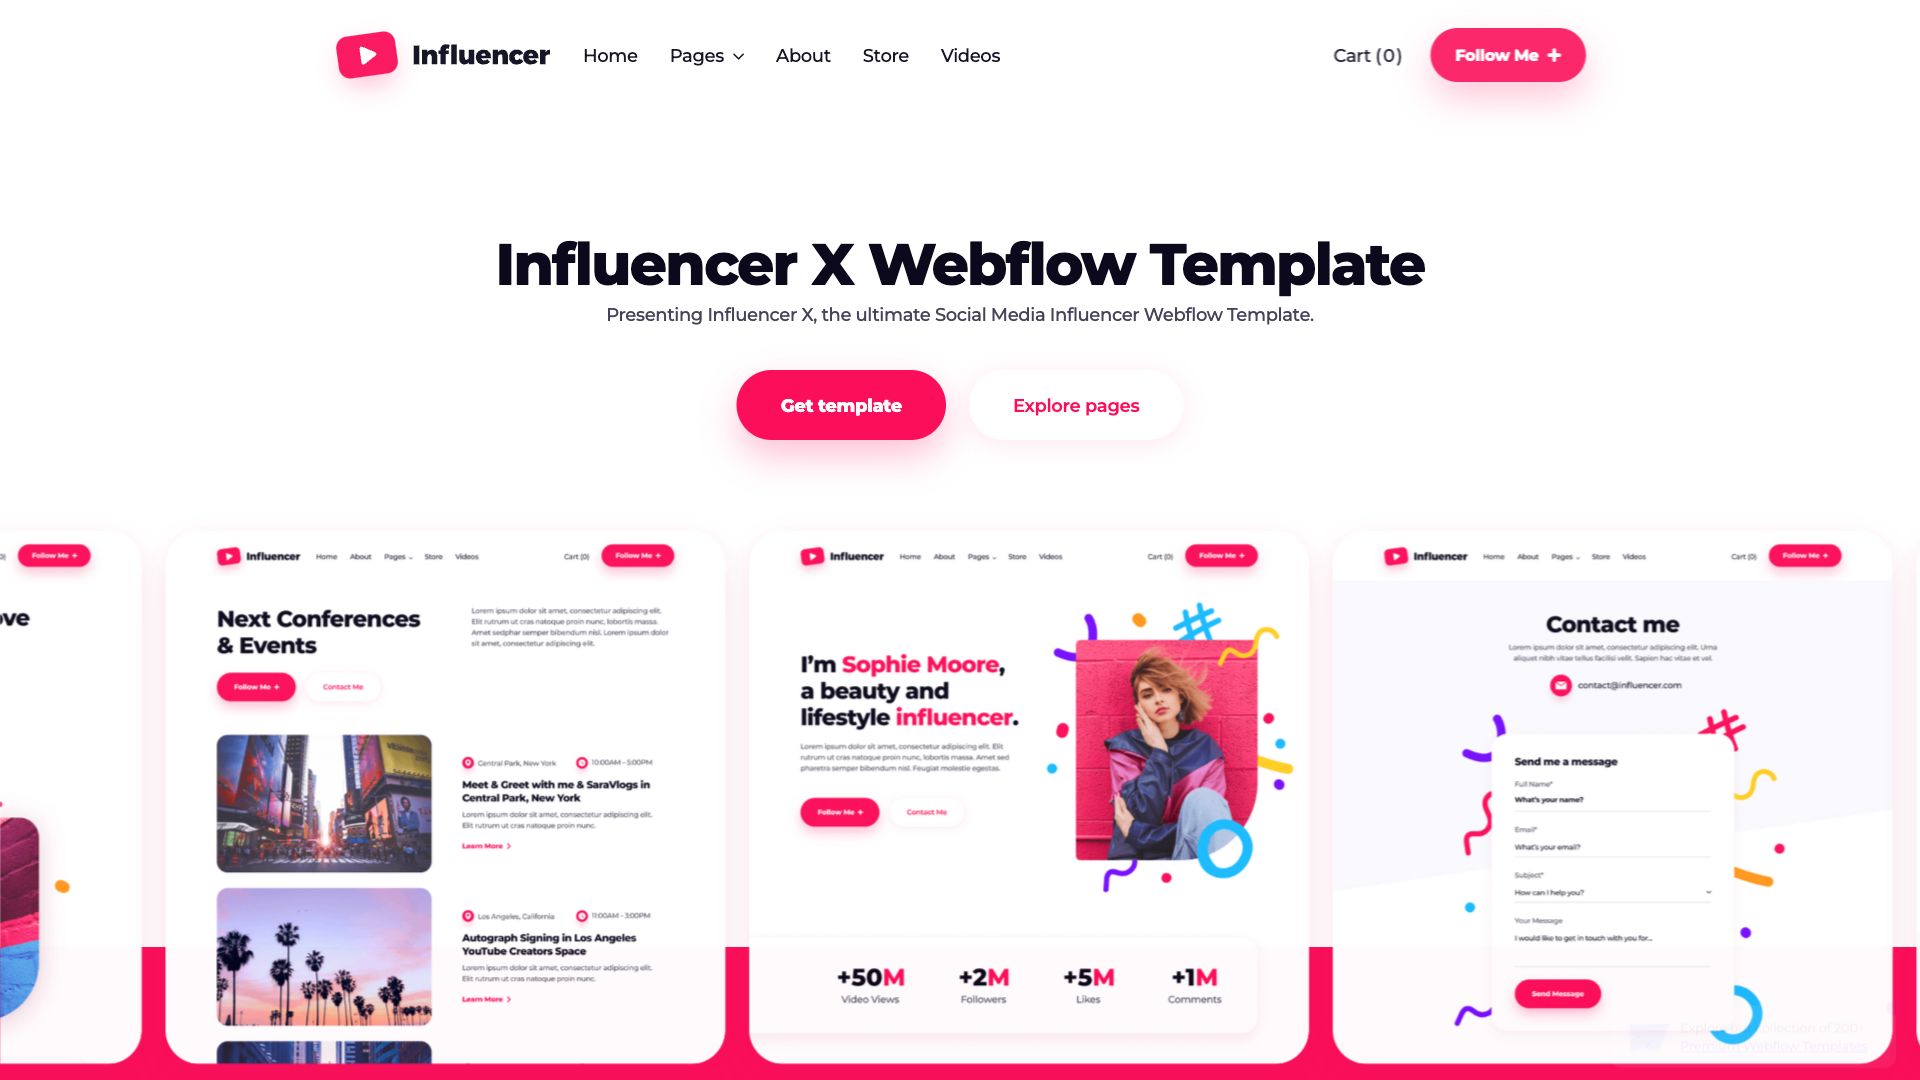 Influencer
Home
Pages
About
Store
Videos
Cart (0)
Follow Me +
Influencer X Webflow Template
Presenting Influencer X, the ultimate Social Media Influencer Webflow Template.
Get template
Explore pages
Follow Me +
Influencer
Home
About
Pages
Store
Videos
Cart (0)
Follow Me +
Next Conferences
& Events
Lorem ipsum dolor sit amet, consectetur adipiscing elit.
Elit rutrum ut cras natoque proin nunc, lobortis massa.
Amet sedphar semper bibendum nisl. Lorem ipsum dolor
sit amet, consectetur adipiscing elit.
Follow Me +
Contact Me
Central Park, New York
10:00AM - 5:00PM
Meet & Greet with me & SaraVlogs in
Central Park, New York
Lorem ipsum dolor sit amet, consectetur adipiscing elit.
Elit rutrum ut cras natoque proin nunc.
Learn More >
Los Angeles, California
11:00AM - 3:00PM
Autograph Signing in Los Angeles
YouTube Creators Space
Lorem ipsum dolor sit amet, consectetur adipiscing elit.
Elit rutrum ut cras natoque proin nunc.
Learn More >
Influencer
Home
About
Pages
Store
Videos
Cart (0)
Follow Me +
I'm Sophie Moore,
a beauty and
lifestyle influencer.
Lorem ipsum dolor sit amet, consectetur adipiscing elit. Elit
rutrum ut cras natoque proin nunc, lobortis massa. Amet sed
pharetra semper bibendum nisl. Feugiat molestie egestas.
Follow Me +
Contact Me
+50M
Video Views
+2M
Followers
+5M
Likes
+1M
Comments
Influencer
Home
About
Pages
Store
Videos
Cart (0)
Follow Me +
Contact me
Lorem ipsum dolor sit amet, consectetur adipiscing elit. Urna
aliquet nibh vitae tellus facilisi velit. Sapien hac vitae et vel.
contact@influencer.com
Send me a message
Full Name*
What's your name?
Email*
What's your email?
Subject*
How can I help you?
Your Message
I would like to get in touch with you for...
Send Message
collection of 200+
Premium Webflow Templates